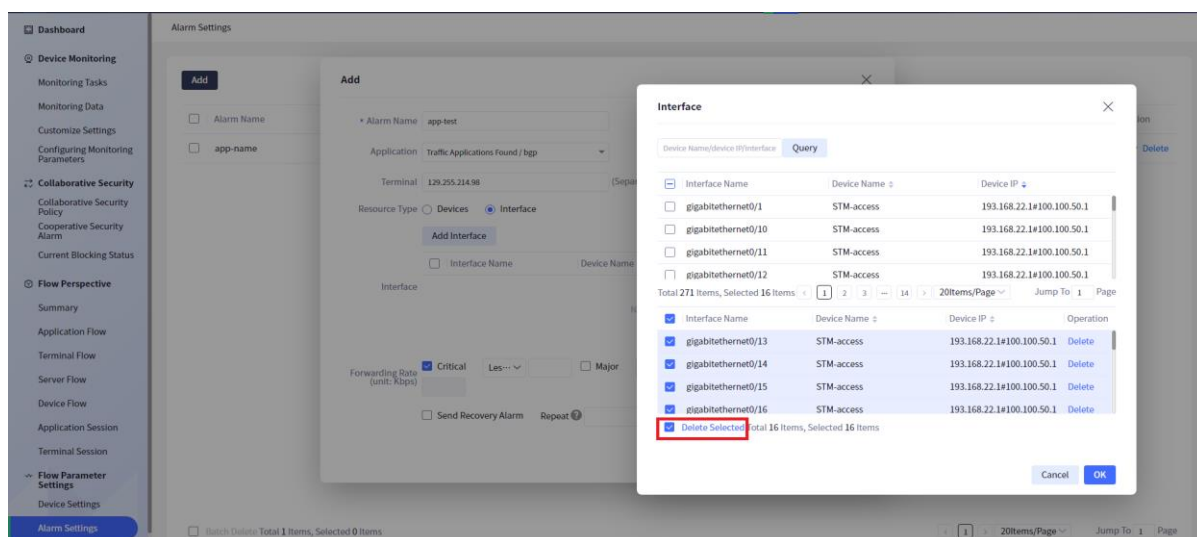 Dashboard
Device Monitoring
Monitoring Tasks
Monitoring Data
Customize Settings
Configuring Monitoring
Parameters
Collaborative Security
Collaborative Security
Policy
Cooperative Security
Alarm
Current Blocking Status
Flow Perspective
Summary
Application Flow
Terminal Flow
Server Flow
Device Flow
Application Session
Terminal Session
Flow Parameter
Settings
Device Settings
Alarm Settings
Alarm Settings
Add
Alarm Name
app-name
Delete
Batch Delete Total 1 Items, Selected 0 Items
1 20Items/Page Jump To 1 Page
Add
* Alarm Name app-test
Application Traffic Applications Found / bgp
Terminal 129.255.214.98
Resource Type Devices Interface
Add Interface
Interface Name Device Name
Interface
Forwarding Rate
(unit: Kbps)
Critical Les··· Major
Send Recovery Alarm Repeat
Interface
Device Name/device IP/interface Query
Interface Name Device Name Device IP
gigabitethernet0/1 STM-access 193.168.22.1#100.100.50.1
gigabitethernet0/10 STM-access 193.168.22.1#100.100.50.1
gigabitethernet0/11 STM-access 193.168.22.1#100.100.50.1
gigabitethernet0/12 STM-access 193.168.22.1#100.100.50.1
Total 271 Items, Selected 16 Items < 1 2 3 ··· 14 > 20Items/Page Jump To 1 Page
Interface Name Device Name Device IP Operation
gigabitethernet0/13 STM-access 193.168.22.1#100.100.50.1 Delete
gigabitethernet0/14 STM-access 193.168.22.1#100.100.50.1 Delete
gigabitethernet0/15 STM-access 193.168.22.1#100.100.50.1 Delete
gigabitethernet0/16 STM-access 193.168.22.1#100.100.50.1 Delete
Delete Selected Total 16 Items, Selected 16 Items
Cancel OK